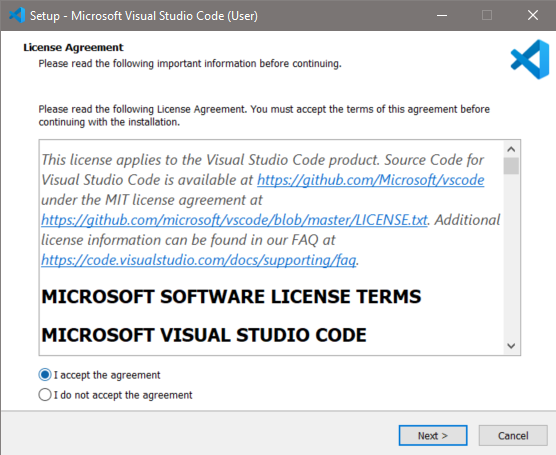 Setup - Microsoft Visual Studio Code (User)
License Agreement
Please read the following important information before continuing.
Please read the following License Agreement. You must accept the terms of this agreement before
continuing with the installation.
This license applies to the Visual Studio Code product. Source Code for
Visual Studio Code is available at https://github.com/Microsoft/vscode
under the MIT license agreement at
https://github.com/microsoft/vscode/blob/master/LICENSE.txt. Additional
license information can be found in our FAQ at
https://code.visualstudio.com/docs/supporting/faq.
MICROSOFT SOFTWARE LICENSE TERMS
MICROSOFT VISUAL STUDIO CODE
I accept the agreement
I do not accept the agreement
Next >
Cancel